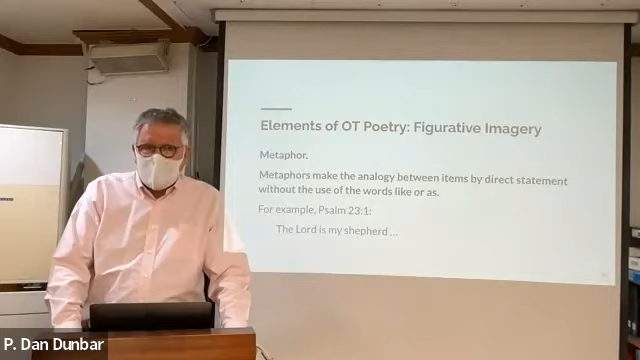 Elements of OT Poetry: Figurative Imagery
Metaphor.
Metaphors make the analogy between items by direct statement
without the use of the words like or as.
For example, Psalm 23:1:
The Lord is my shepherd ...
P. Dan Dunbar